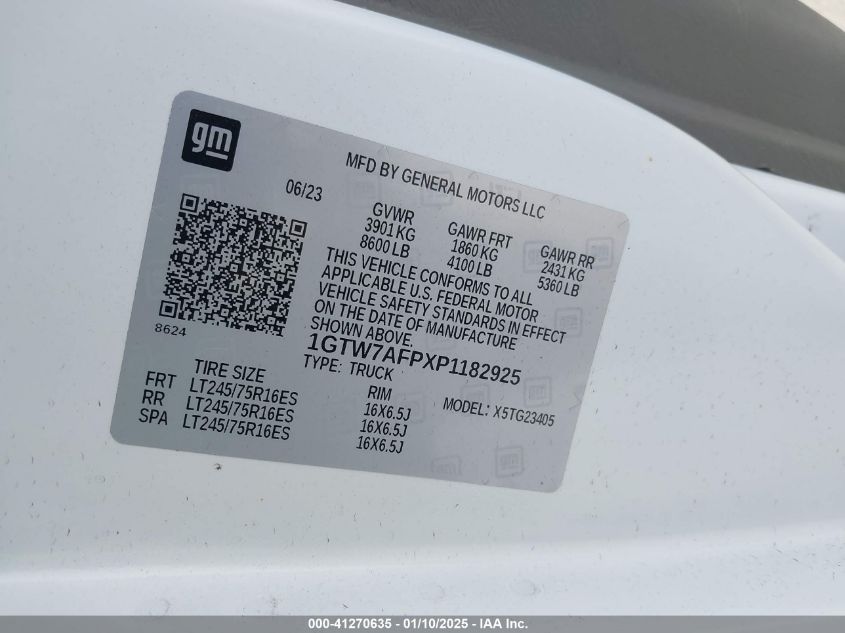 gm
MFD BY GENERAL MOTORS LLC
06/23
GVWR GAWR FRT GAWR RR
3901 KG 1860 KG 2431 KG
8600 LB 4100 LB 5360 LB
THIS VEHICLE CONFORMS TO ALL
APPLICABLE U.S. FEDERAL MOTOR
VEHICLE SAFETY STANDARDS IN EFFECT
ON THE DATE OF MANUFACTURE
SHOWN ABOVE.
8624
1GTW7AFPXP1182925
TYPE: TRUCK
MODEL: X5TG23405
TIRE SIZE RIM
FRT LT245/75R16ES 16X6.5J
RR LT245/75R16ES 16X6.5J
SPA LT245/75R16ES 16X6.5J
000-41270635 - 01/10/2025 - IAA Inc.